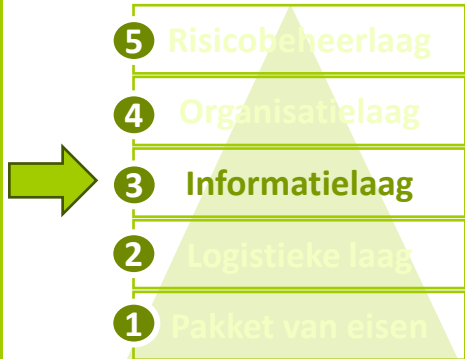 5 Risicobeheerlaag
4 Organisatielaag
3 Informatielaag
2 Logistieke laag
1 Pakket van eisen